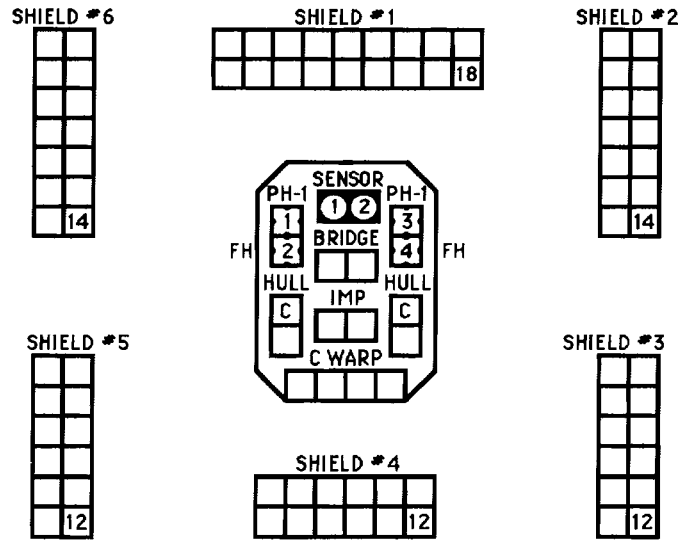 SHIELD #6 SHIELD #1 SHIELD #2
18
SENSOR
PH-1 1 2 PH-1
1 3
14 14
FH 2 BRIDGE 4 FH
HULL IMP HULL
C C
SHIELD #5 SHIELD #3
C WARP
SHIELD #4
12 12 12